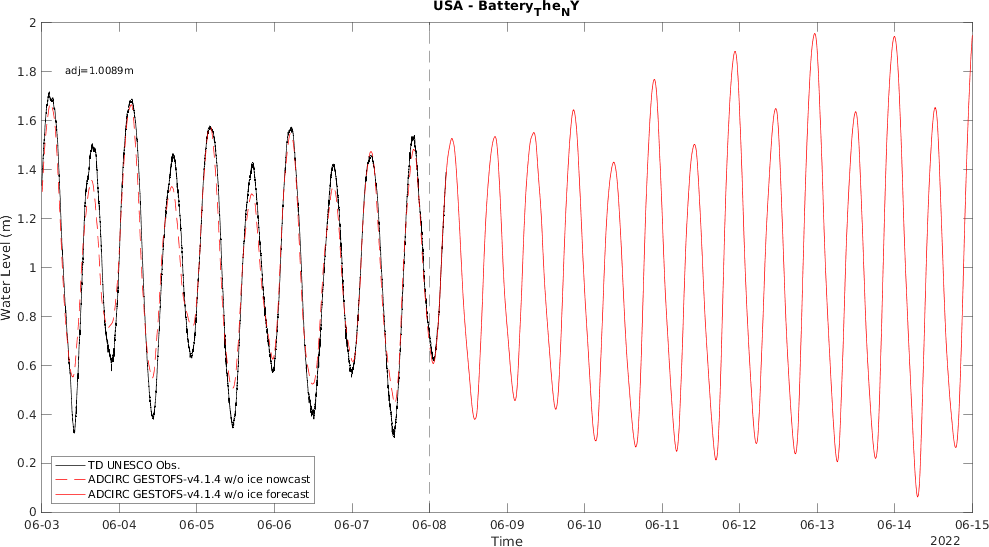 USA - Battery_The_NY
adj=1.0089m
Water Level (m)
2
1.8
1.6
1.4
1.2
1
0.8
0.6
0.4
0.2
0
TD UNESCO Obs.
ADCIRC GESTOFS-v4.1.4 w/o ice nowcast
ADCIRC GESTOFS-v4.1.4 w/o ice forecast
06-03 06-04 06-05 06-06 06-07 06-08 06-09 06-10 06-11 06-12 06-13 06-14 06-15
Time
2022